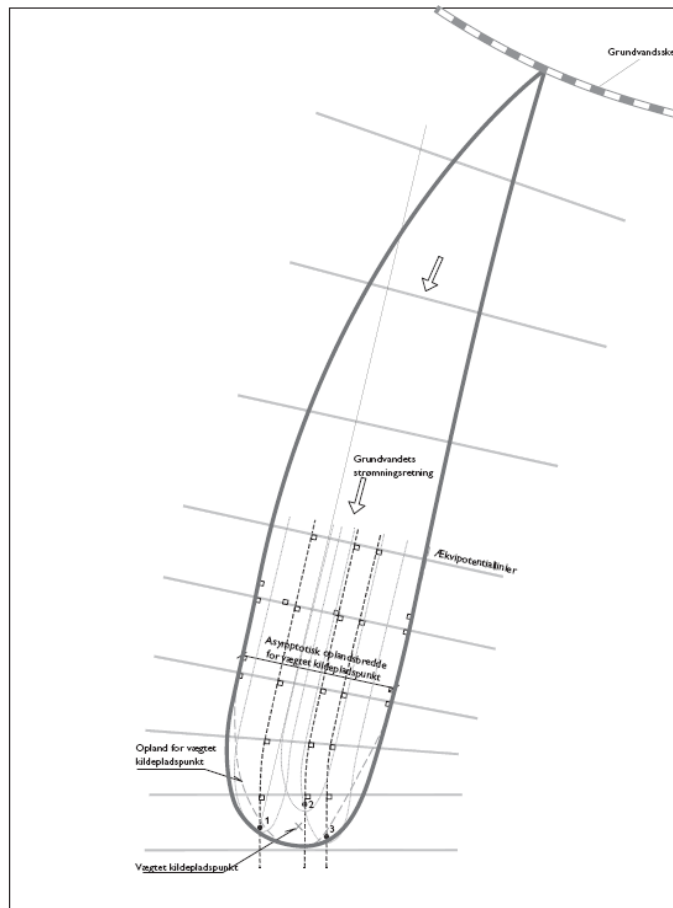 Grundvandsske
Grundvandets
strømningsretning
Ækvipotentiallinier
Asymptotisk oplandsbredde
for vægtet kildepladspunkt
Opland for vægtet
kildepladspunkt
2
1
3
Vægtet kildepladspunkt